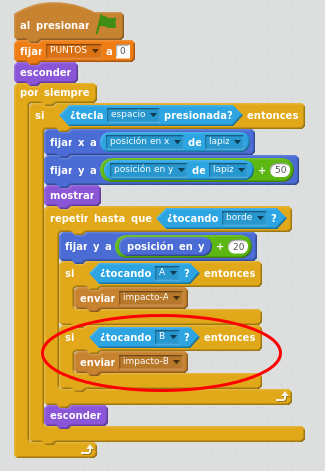 al presionar
fijar PUNTOS a 0
esconder
por siempre
si ¿tecla espacio presionada? entonces
fijar x a posición en x de lapiz
fijar y a posición en y de lapiz + 50
mostrar
repetir hasta que ¿tocando borde ?
fijar y a posición en y + 20
si ¿tocando A ? entonces
enviar impacto-A
si ¿tocando B ? entonces
enviar impacto-B
esconder